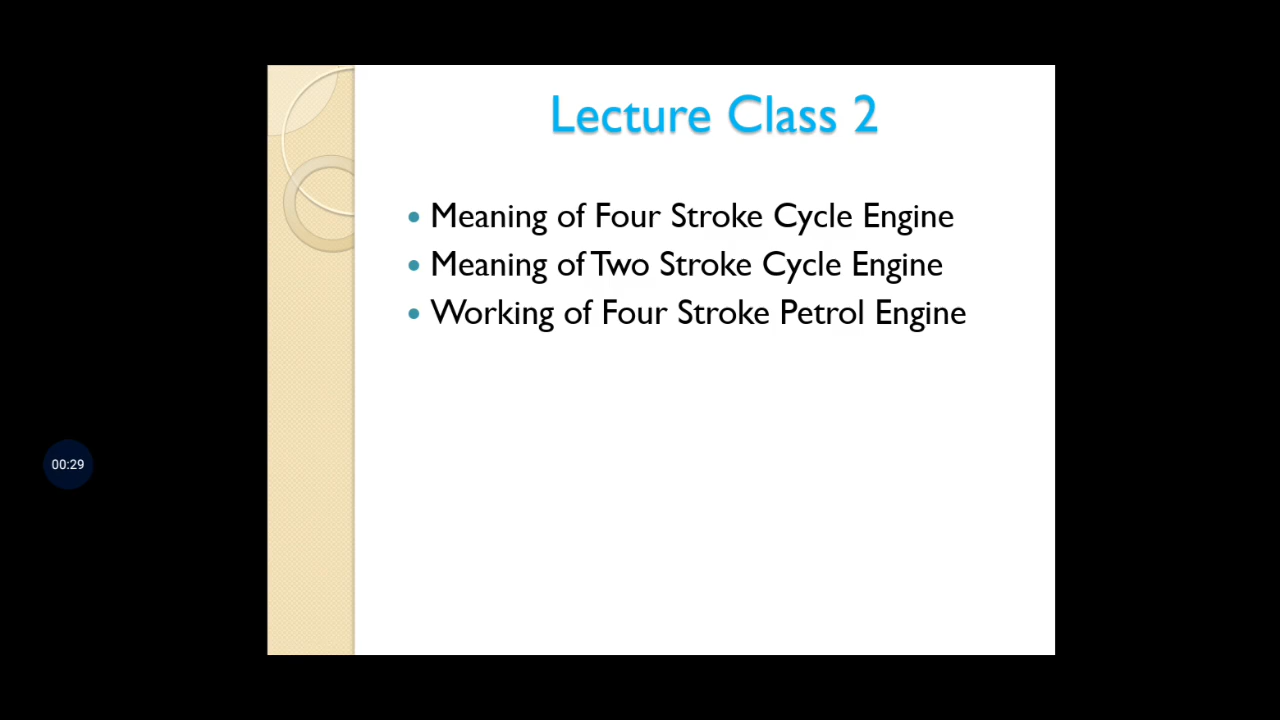 Lecture Class 2
• Meaning of Four Stroke Cycle Engine
• Meaning of Two Stroke Cycle Engine
• Working of Four Stroke Petrol Engine
00:29